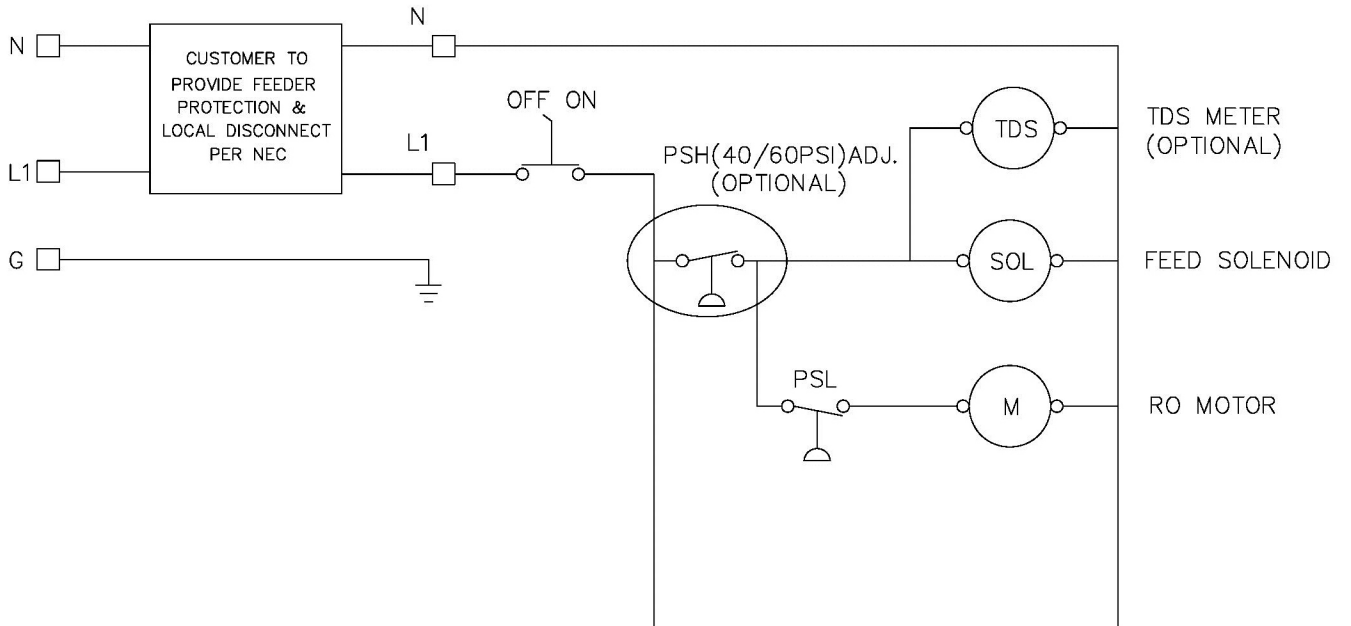 N
N
CUSTOMER TO
PROVIDE FEEDER
PROTECTION &
LOCAL DISCONNECT
PER NEC
OFF ON
L1
L1
G
PSH(40/60PSI)ADJ.
(OPTIONAL)
TDS
TDS METER
(OPTIONAL)
SOL
FEED SOLENOID
PSL
M
RO MOTOR